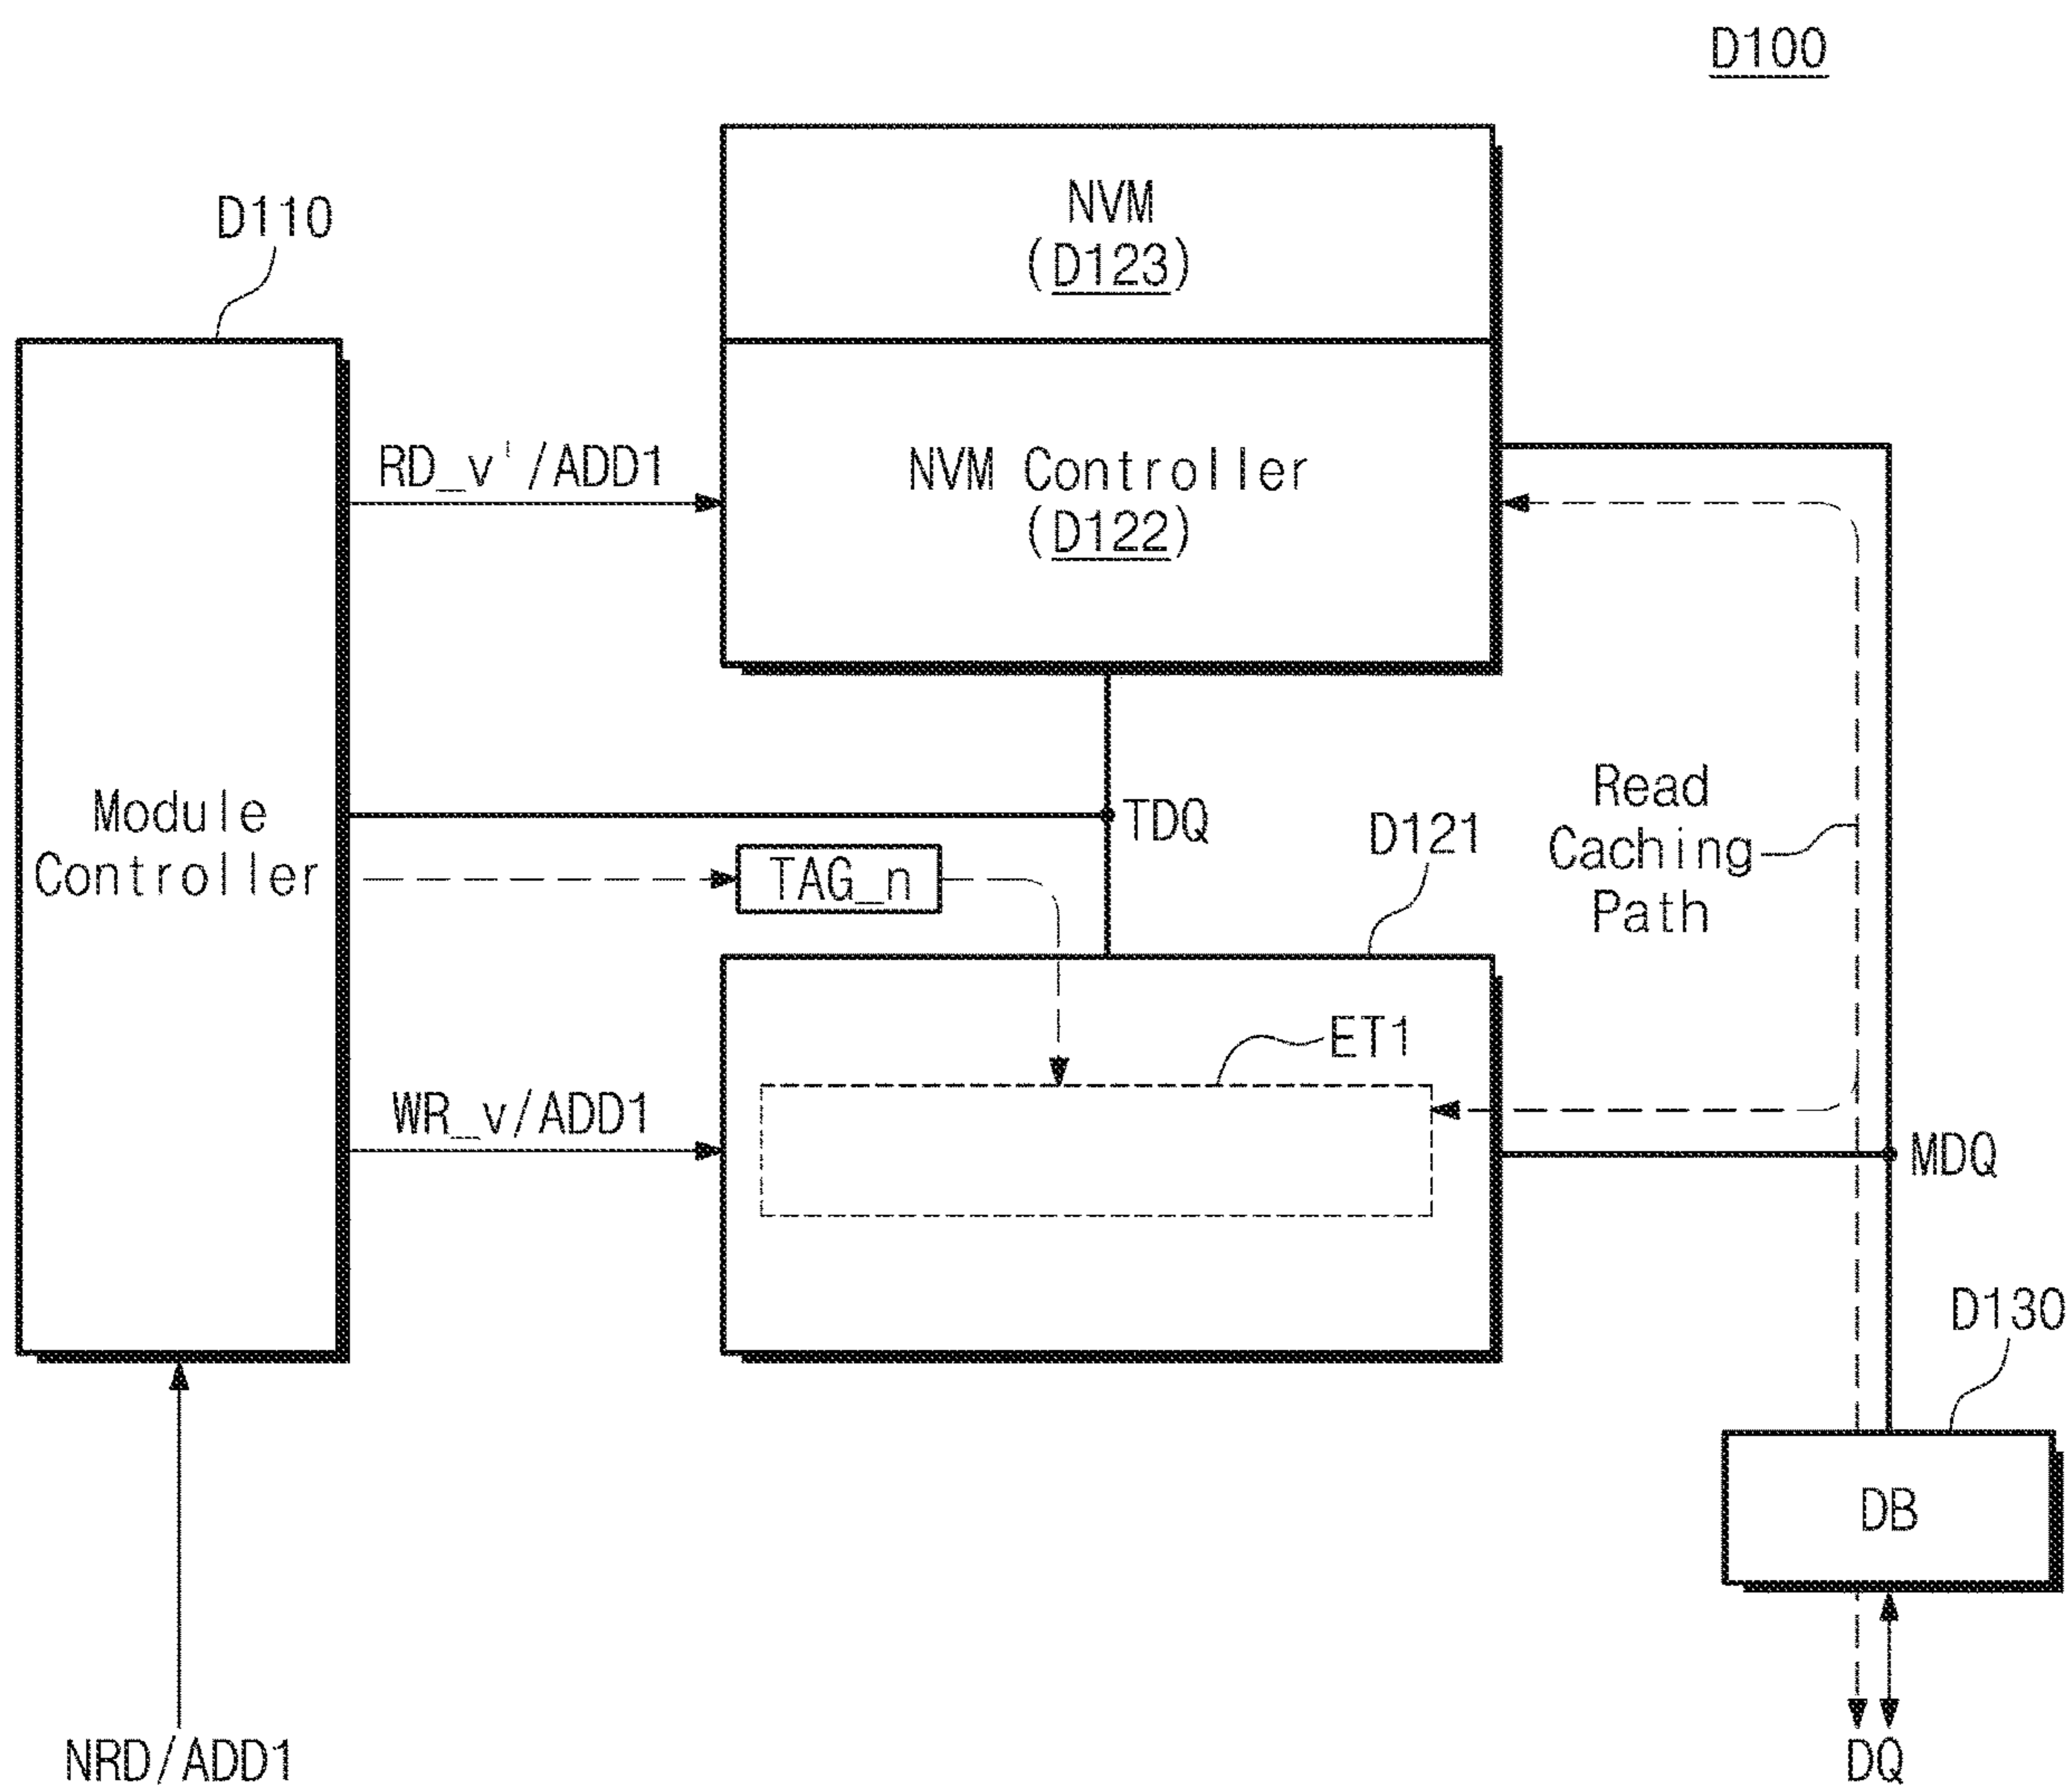 D100
NVM
(D123)
D110
RD_v'/ADD1
NVM Controller
(D122)
Module
Controller
TDQ
TAG_n
D121
Read
Caching
Path
ET1
WR_v/ADD1
MDQ
D130
DB
NRD/ADD1
DQ